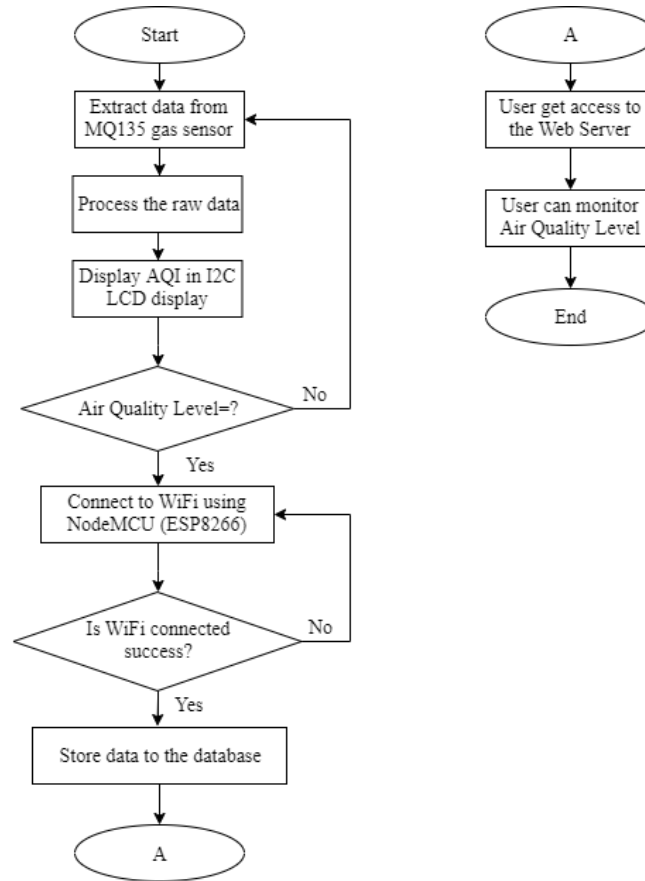 Start
Extract data from
MQ135 gas sensor
Process the raw data
Display AQI in I2C
LCD display
Air Quality Level=?
No
Yes
Connect to WiFi using
NodeMCU (ESP8266)
Is WiFi connected
success?
No
Yes
Store data to the database
A
A
User get access to
the Web Server
User can monitor
Air Quality Level
End